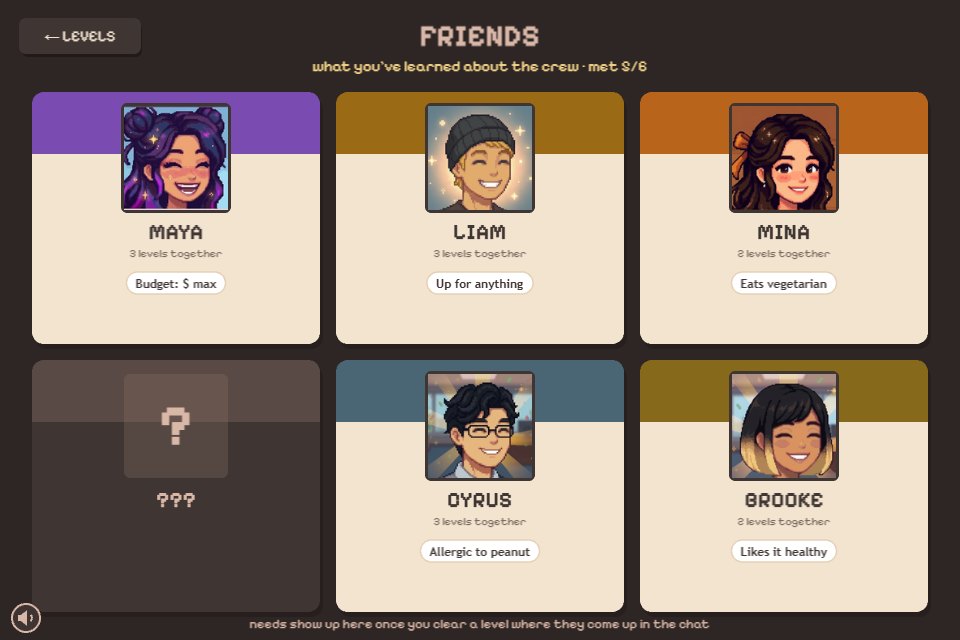 ← LEVELS
FRIENDS
what you've learned about the crew · met 5/6
MAYA
3 levels together
Budget: $ max
LIAM
3 levels together
Up for anything
MINA
2 levels together
Eats vegetarian
?
???
CYRUS
3 levels together
Allergic to peanut
BROOKE
2 levels together
Likes it healthy
needs show up here once you clear a level where they come up in the chat